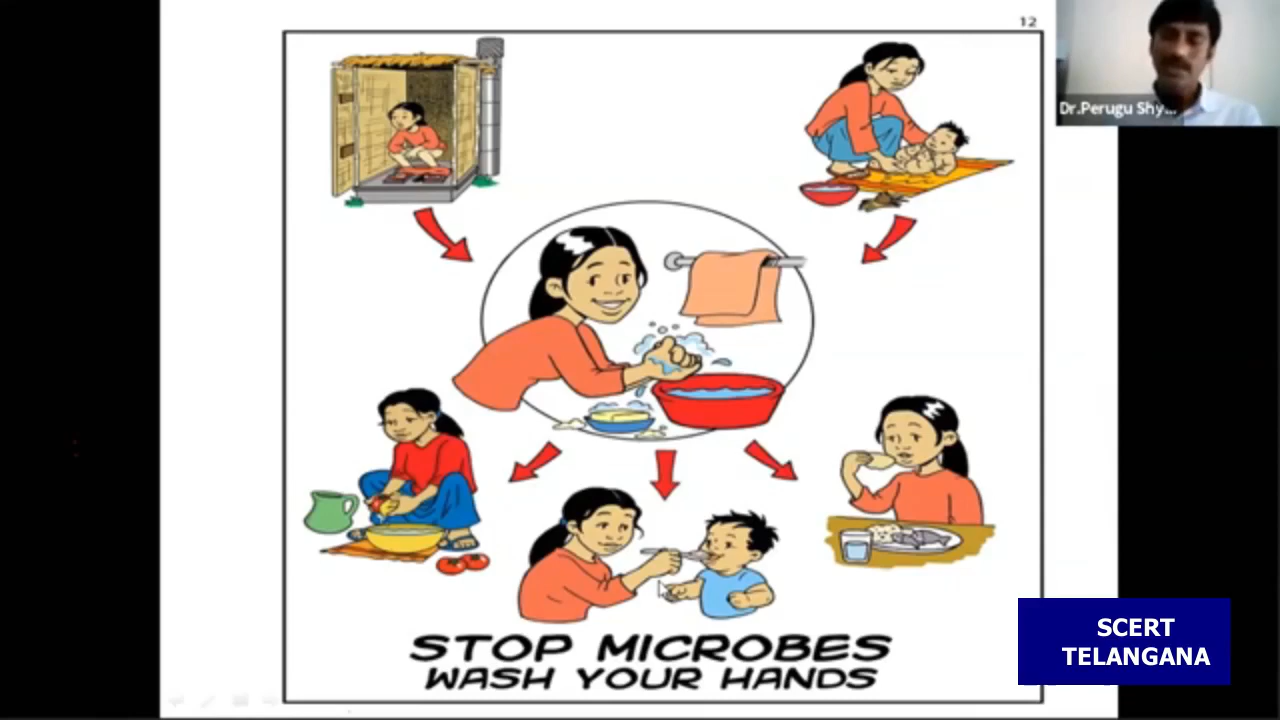 12
Dr.Perugu Shy...
STOP MICROBES
WASH YOUR HANDS
SCERT
TELANGANA